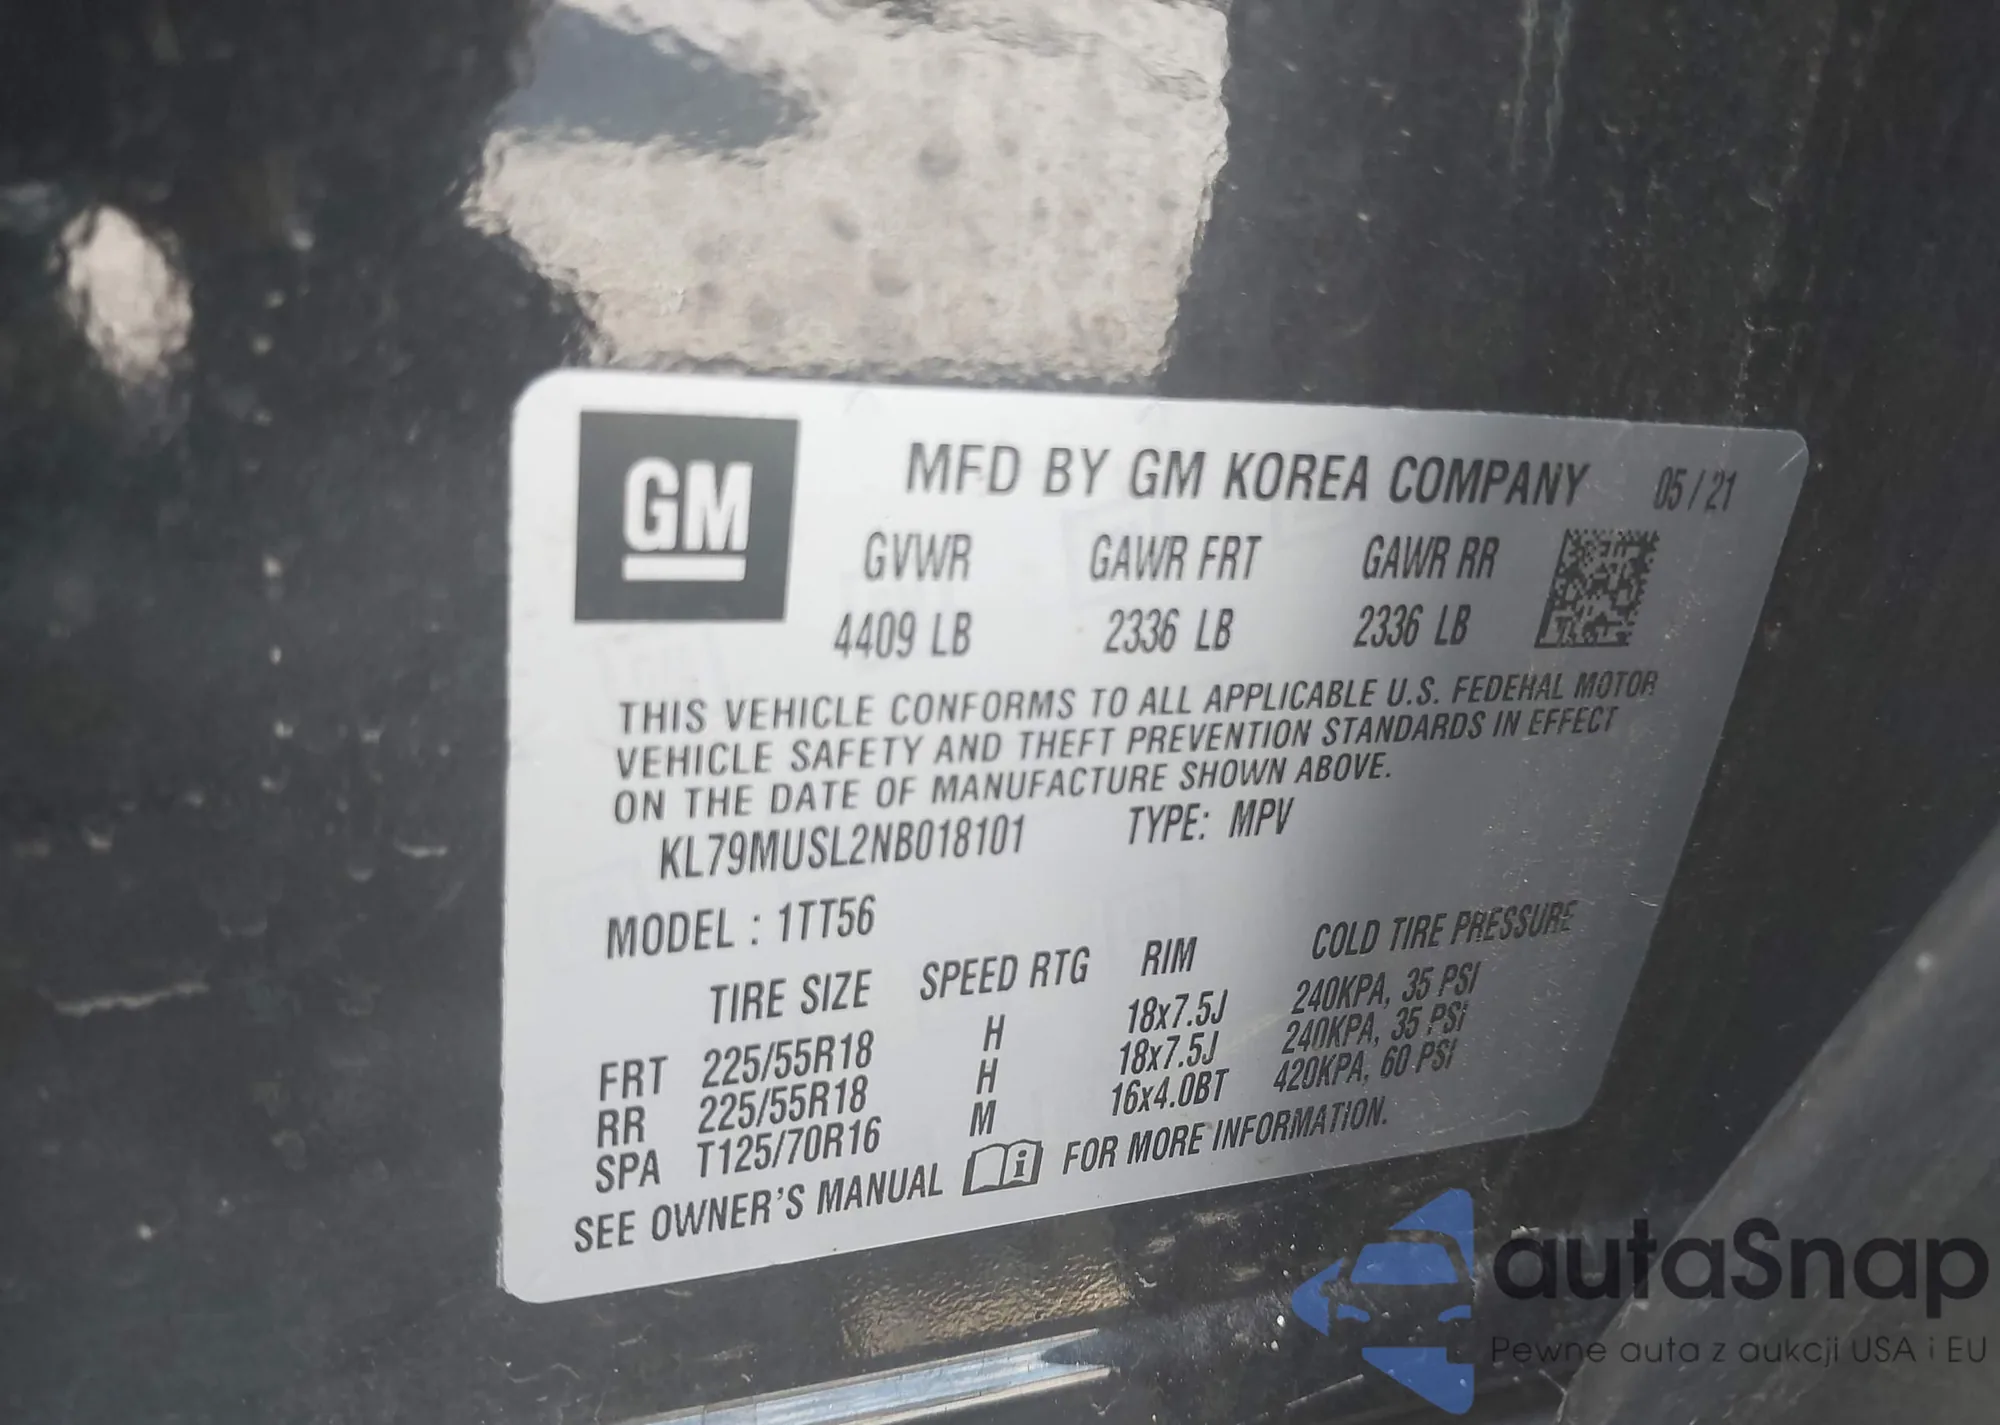 GM
MFD BY GM KOREA COMPANY 05/21
GVWR GAWR FRT GAWR RR
4409 LB 2336 LB 2336 LB
THIS VEHICLE CONFORMS TO ALL APPLICABLE U.S. FEDERAL MOTOR
VEHICLE SAFETY AND THEFT PREVENTION STANDARDS IN EFFECT
ON THE DATE OF MANUFACTURE SHOWN ABOVE.
KL79MUSL2NB018101 TYPE: MPV
MODEL : 1TT56
TIRE SIZE SPEED RTG RIM COLD TIRE PRESSURE
FRT 225/55R18 H 18x7.5J 240KPA, 35 PSI
RR 225/55R18 H 18x7.5J 240KPA, 35 PSI
SPA T125/70R16 M 16x4.0BT 420KPA, 60 PSI
SEE OWNER'S MANUAL i FOR MORE INFORMATION.
autaSnap
Pewne auta z aukcji USA i EU